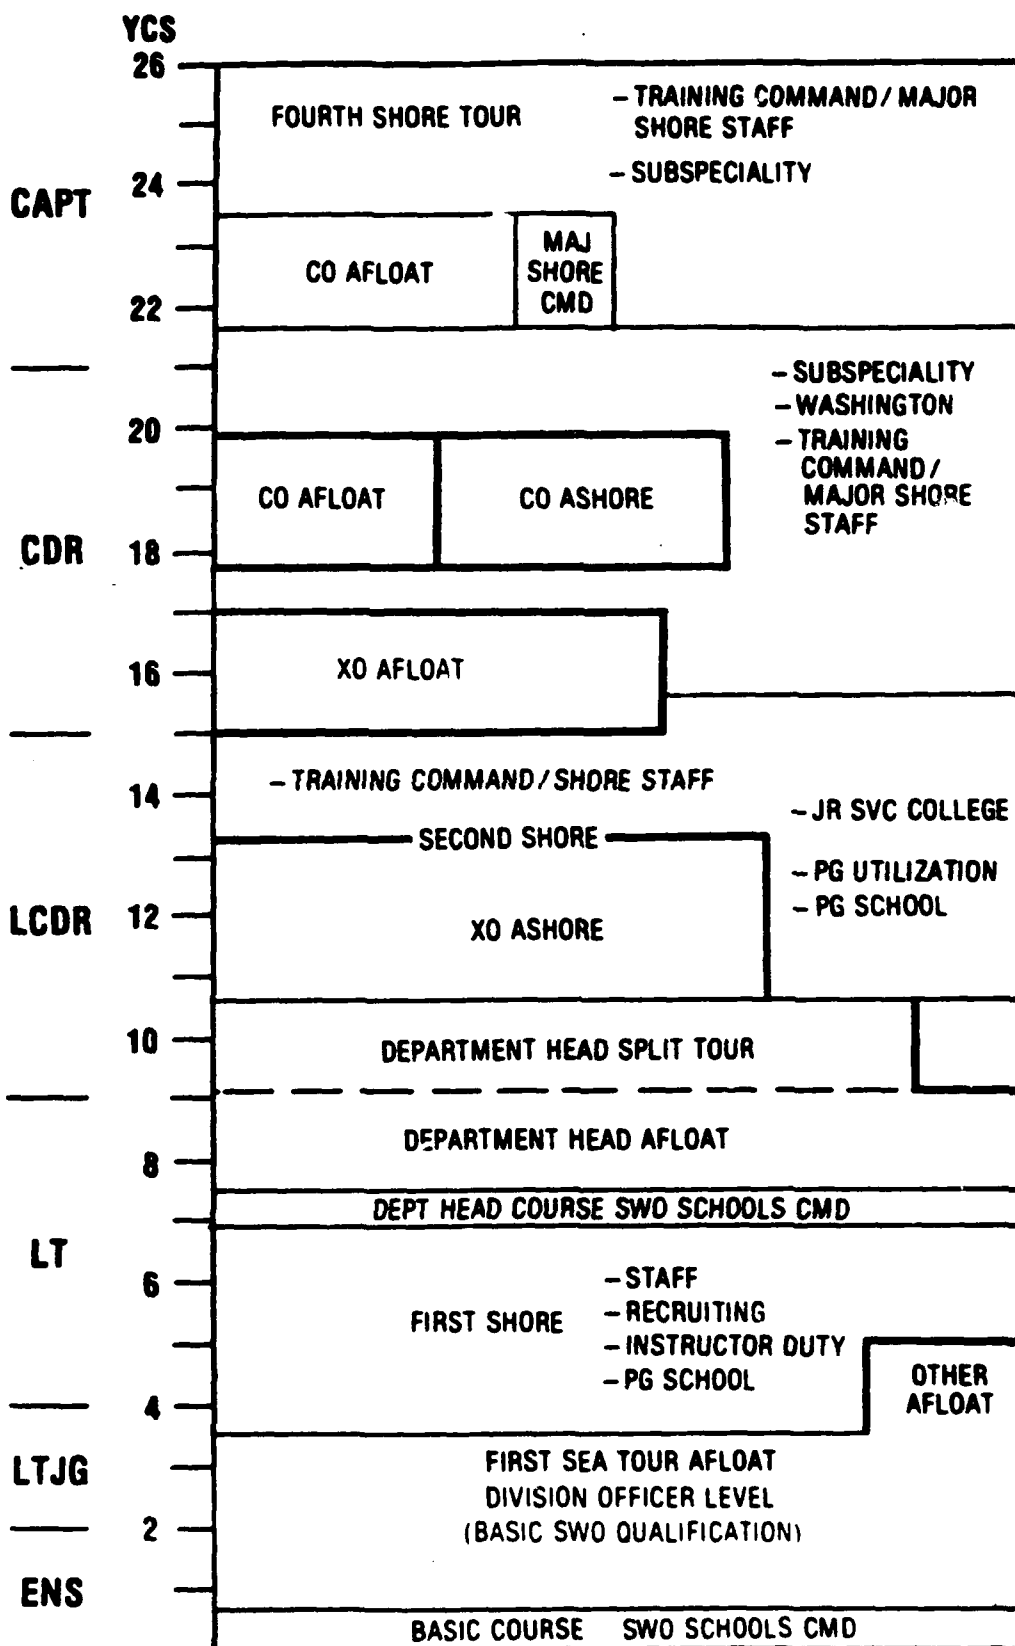 YCS
26
FOURTH SHORE TOUR
– TRAINING COMMAND/MAJOR
SHORE STAFF
– SUBSPECIALITY
24
CAPT
CO AFLOAT
MAJ
SHORE
CMD
22
– SUBSPECIALITY
– WASHINGTON
– TRAINING
COMMAND/
MAJOR SHORE
STAFF
20
CO AFLOAT
CO ASHORE
CDR
18
XO AFLOAT
16
– TRAINING COMMAND/SHORE STAFF
14
– JR SVC COLLEGE
SECOND SHORE
– PG UTILIZATION
– PG SCHOOL
LCDR
12
XO ASHORE
10
DEPARTMENT HEAD SPLIT TOUR
DEPARTMENT HEAD AFLOAT
8
DEPT HEAD COURSE SWO SCHOOLS CMD
LT
6
FIRST SHORE
– STAFF
– RECRUITING
– INSTRUCTOR DUTY
– PG SCHOOL
OTHER
AFLOAT
4
FIRST SEA TOUR AFLOAT
LTJG
DIVISION OFFICER LEVEL
2
(BASIC SWO QUALIFICATION)
ENS
BASIC COURSE SWO SCHOOLS CMD